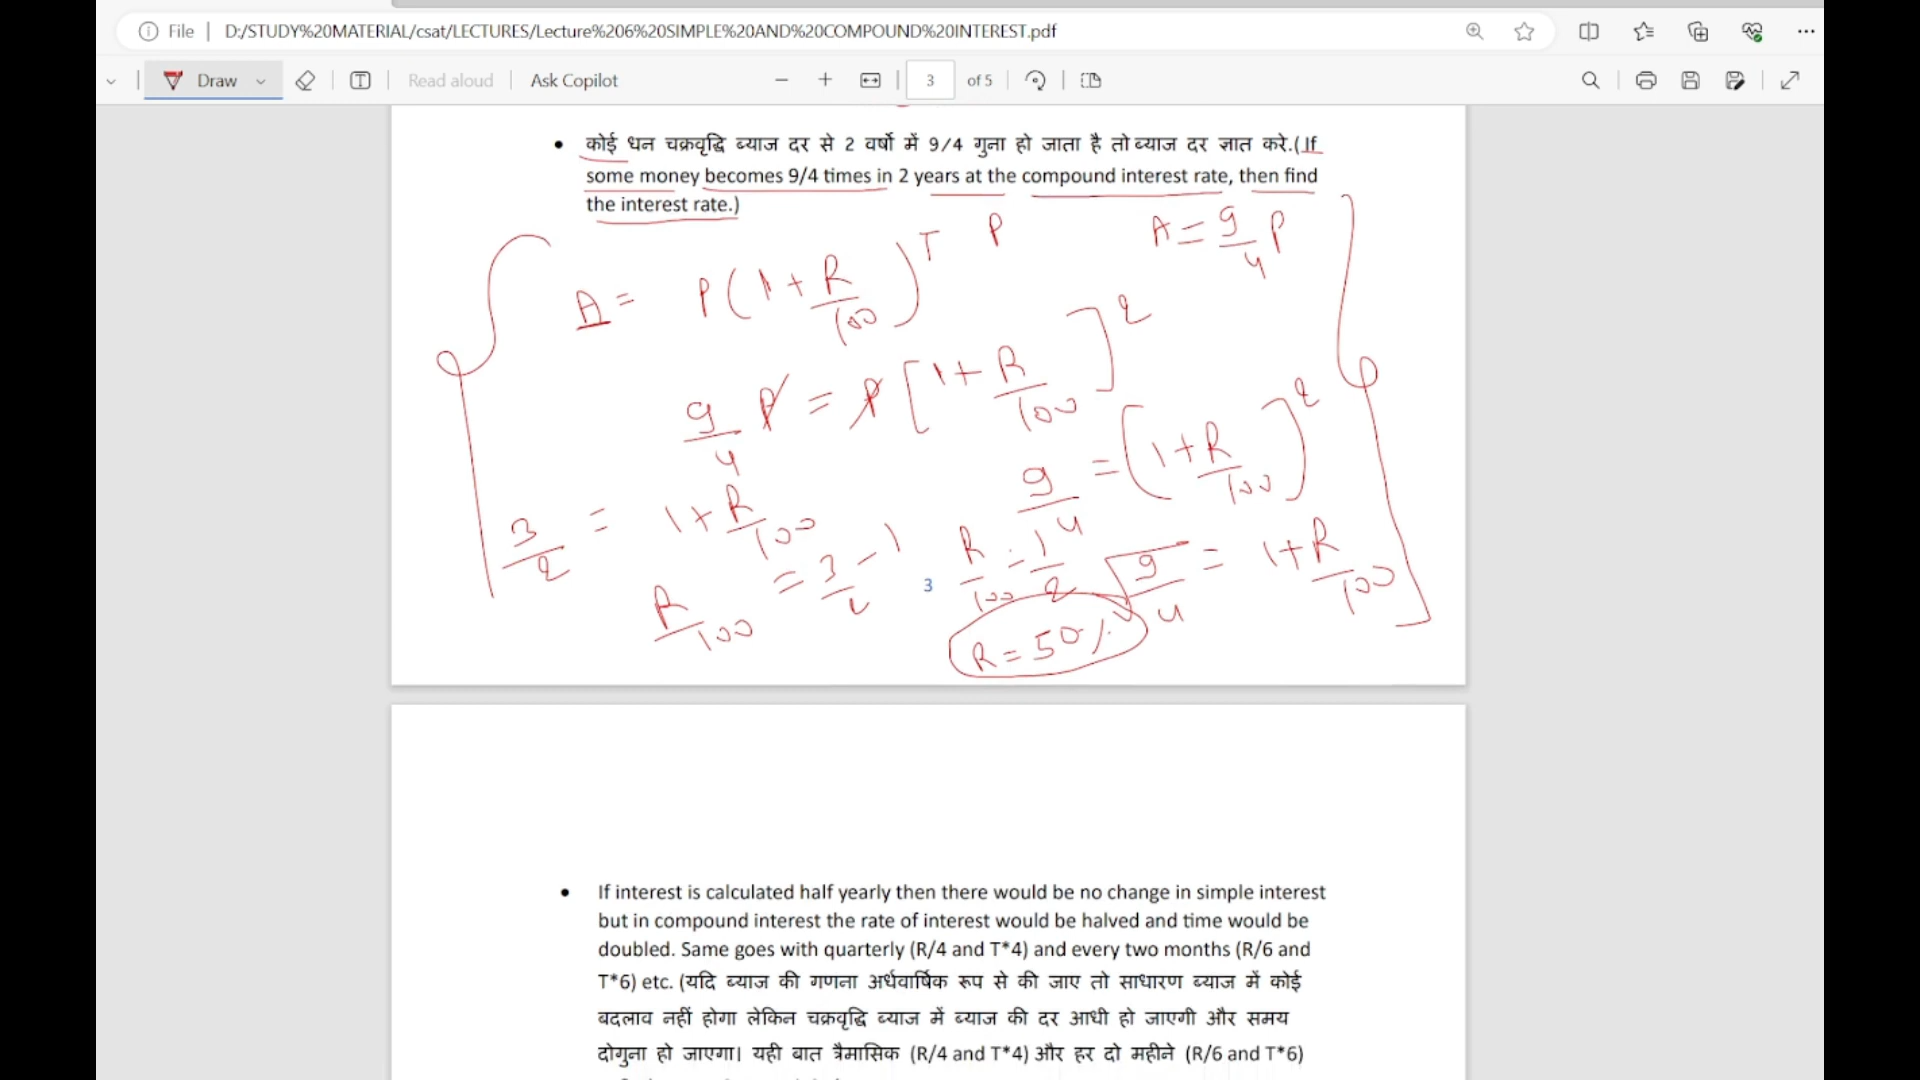 File | D:/STUDY%20MATERIAL/csat/LECTURES/Lecture%206%20SIMPLE%20AND%20COMPOUND%20INTEREST.pdf
Draw Read aloud Ask Copilot 3 of 5
• कोई धन चक्रवृद्धि ब्याज दर से 2 वर्षो में 9/4 गुना हो जाता है तो ब्याज दर ज्ञात करे.(If
some money becomes 9/4 times in 2 years at the compound interest rate, then find
the interest rate.)
P A = 9/4 P
A = P(1+R/100)^T
9/4 P = P[1+R/100]^2
9/4 = (1+R/100)^2
√9/4 = 1+R/100
3/2 = 1+R/100
R/100 = 3/2 - 1
R/100 = 1/2
R = 50%
3
• If interest is calculated half yearly then there would be no change in simple interest
but in compound interest the rate of interest would be halved and time would be
doubled. Same goes with quarterly (R/4 and T*4) and every two months (R/6 and
T*6) etc. (यदि ब्याज की गणना अर्धवार्षिक रूप से की जाए तो साधारण ब्याज में कोई
बदलाव नहीं होगा लेकिन चक्रवृद्धि ब्याज में ब्याज की दर आधी हो जाएगी और समय
दोगुना हो जाएगा। यही बात त्रैमासिक (R/4 and T*4) और हर दो महीने (R/6 and T*6)